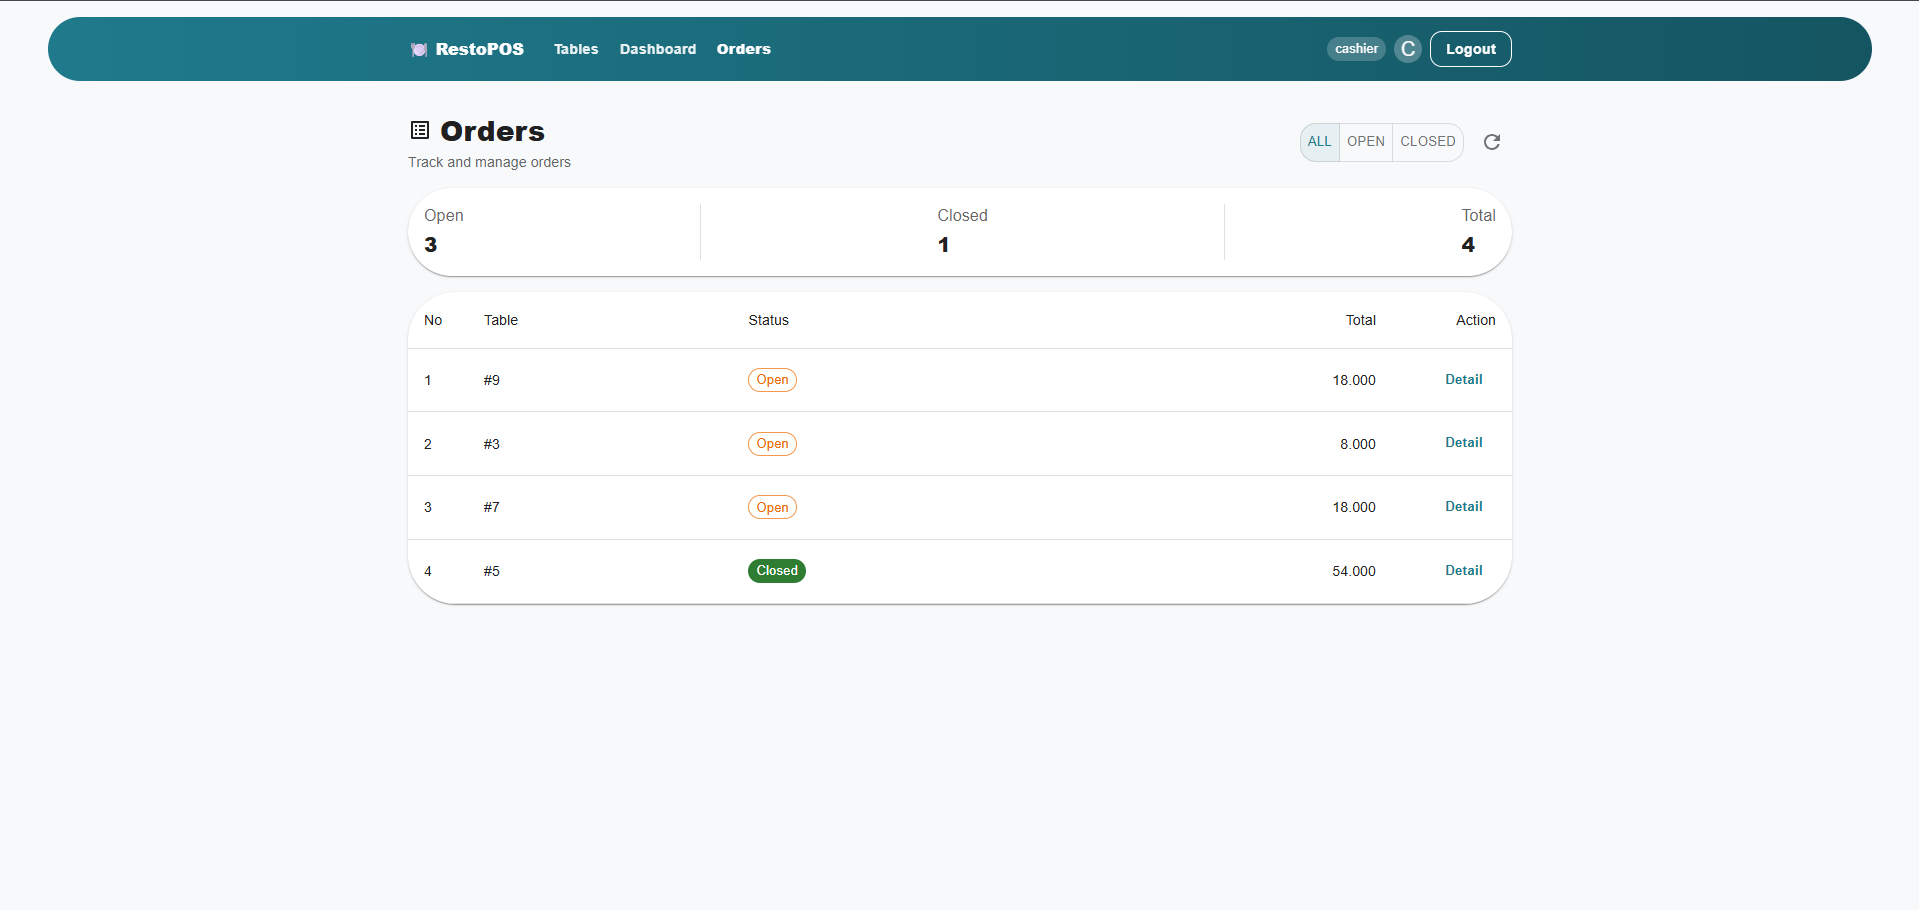 RestoPOS Tables Dashboard Orders cashier C Logout
Orders
Track and manage orders
ALL OPEN CLOSED
Open Closed Total
3 1 4
No Table Status Total Action
1 #9 Open 18.000 Detail
2 #3 Open 8.000 Detail
3 #7 Open 18.000 Detail
4 #5 Closed 54.000 Detail